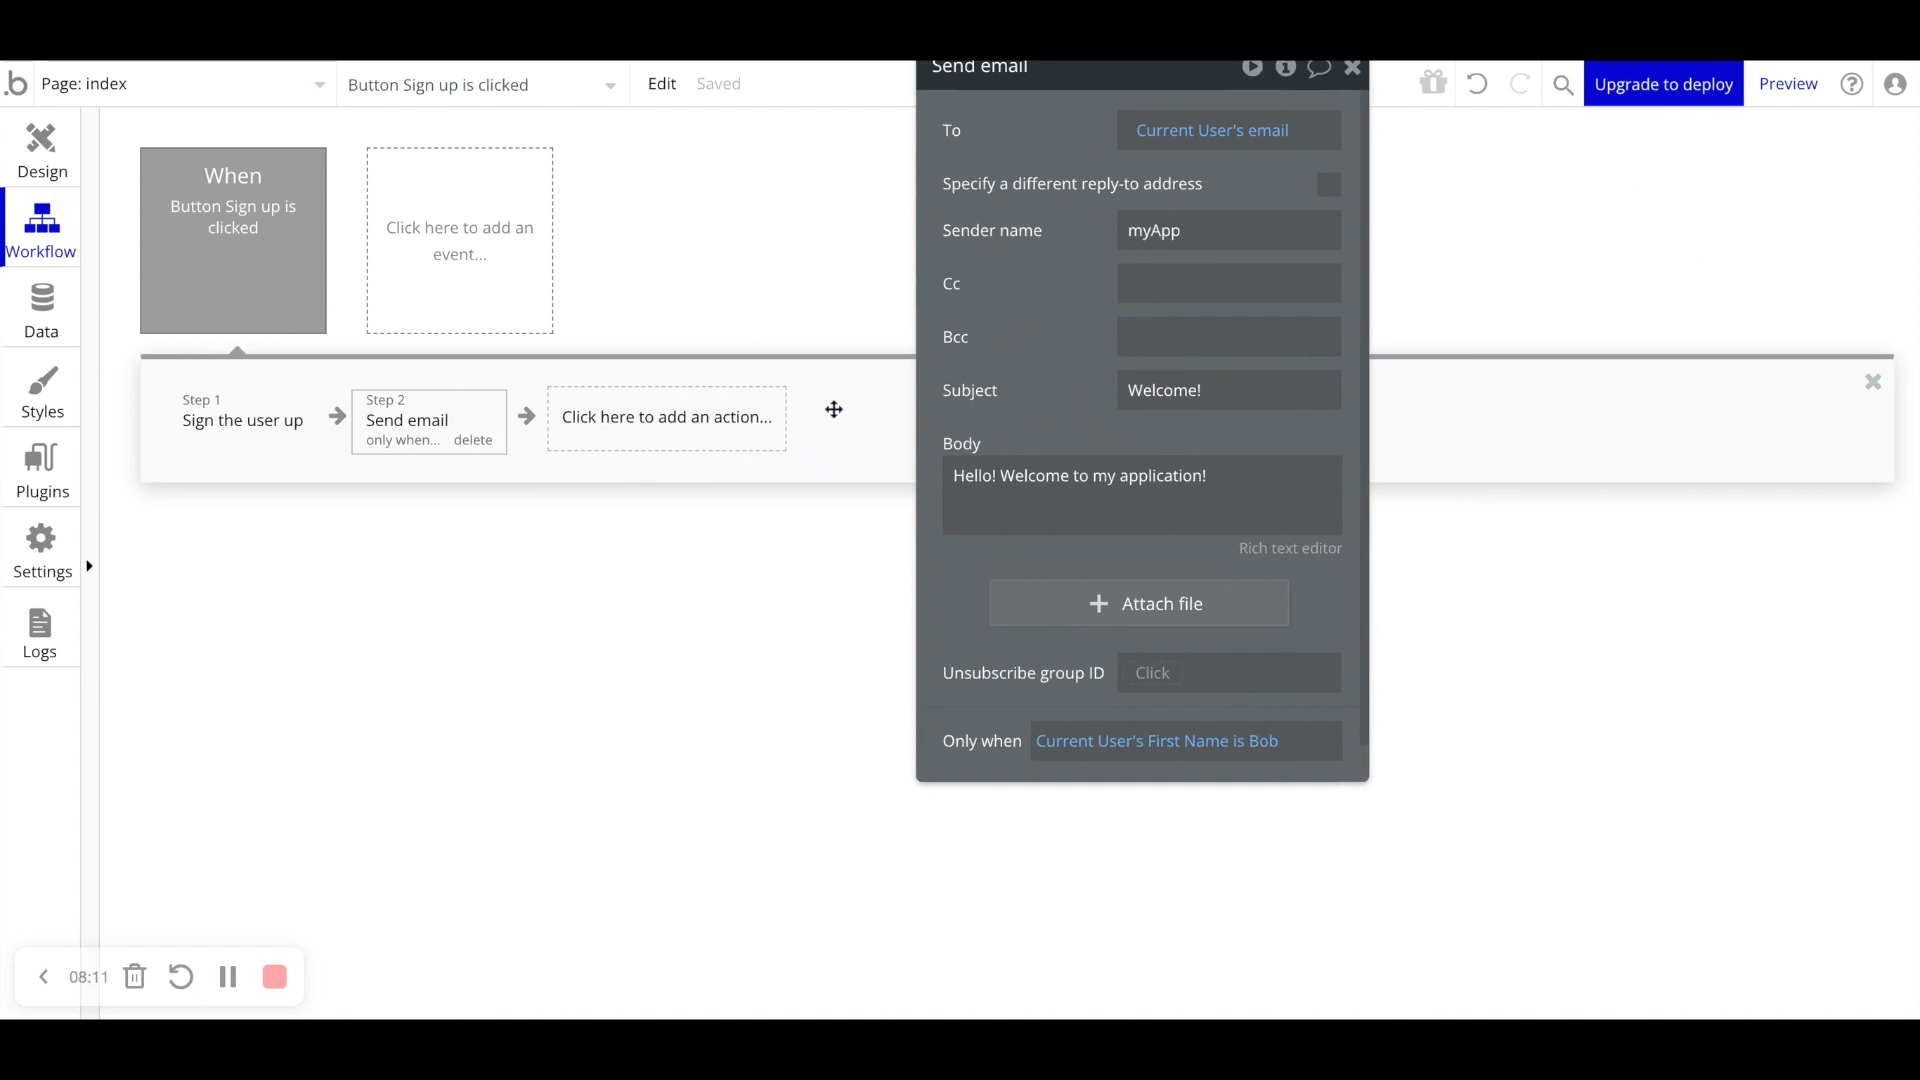 Send email
.b
Page: index
Button Sign up is clicked
Edit
Saved
Upgrade to deploy
Preview
?
Design
Workflow
Data
Styles
Plugins
Settings
Logs
When
Button Sign up is
clicked
Click here to add an
event...
Step 1
Sign the user up
Step 2
Send email
only when... delete
Click here to add an action...
To
Current User's email
Specify a different reply-to address
Sender name
myApp
Cc
Bcc
Subject
Welcome!
Body
Hello! Welcome to my application!
Rich text editor
Attach file
Unsubscribe group ID
Click
Only when
Current User's First Name is Bob
08:11